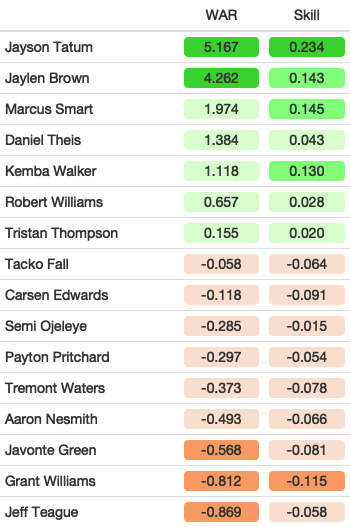 WAR Skill
Jayson Tatum 5.167 0.234
Jaylen Brown 4.262 0.143
Marcus Smart 1.974 0.145
Daniel Theis 1.384 0.043
Kemba Walker 1.118 0.130
Robert Williams 0.657 0.028
Tristan Thompson 0.155 0.020
Tacko Fall -0.058 -0.064
Carsen Edwards -0.118 -0.091
Semi Ojeleye -0.285 -0.015
Payton Pritchard -0.297 -0.054
Tremont Waters -0.373 -0.078
Aaron Nesmith -0.493 -0.066
Javonte Green -0.568 -0.081
Grant Williams -0.812 -0.115
Jeff Teague -0.869 -0.058